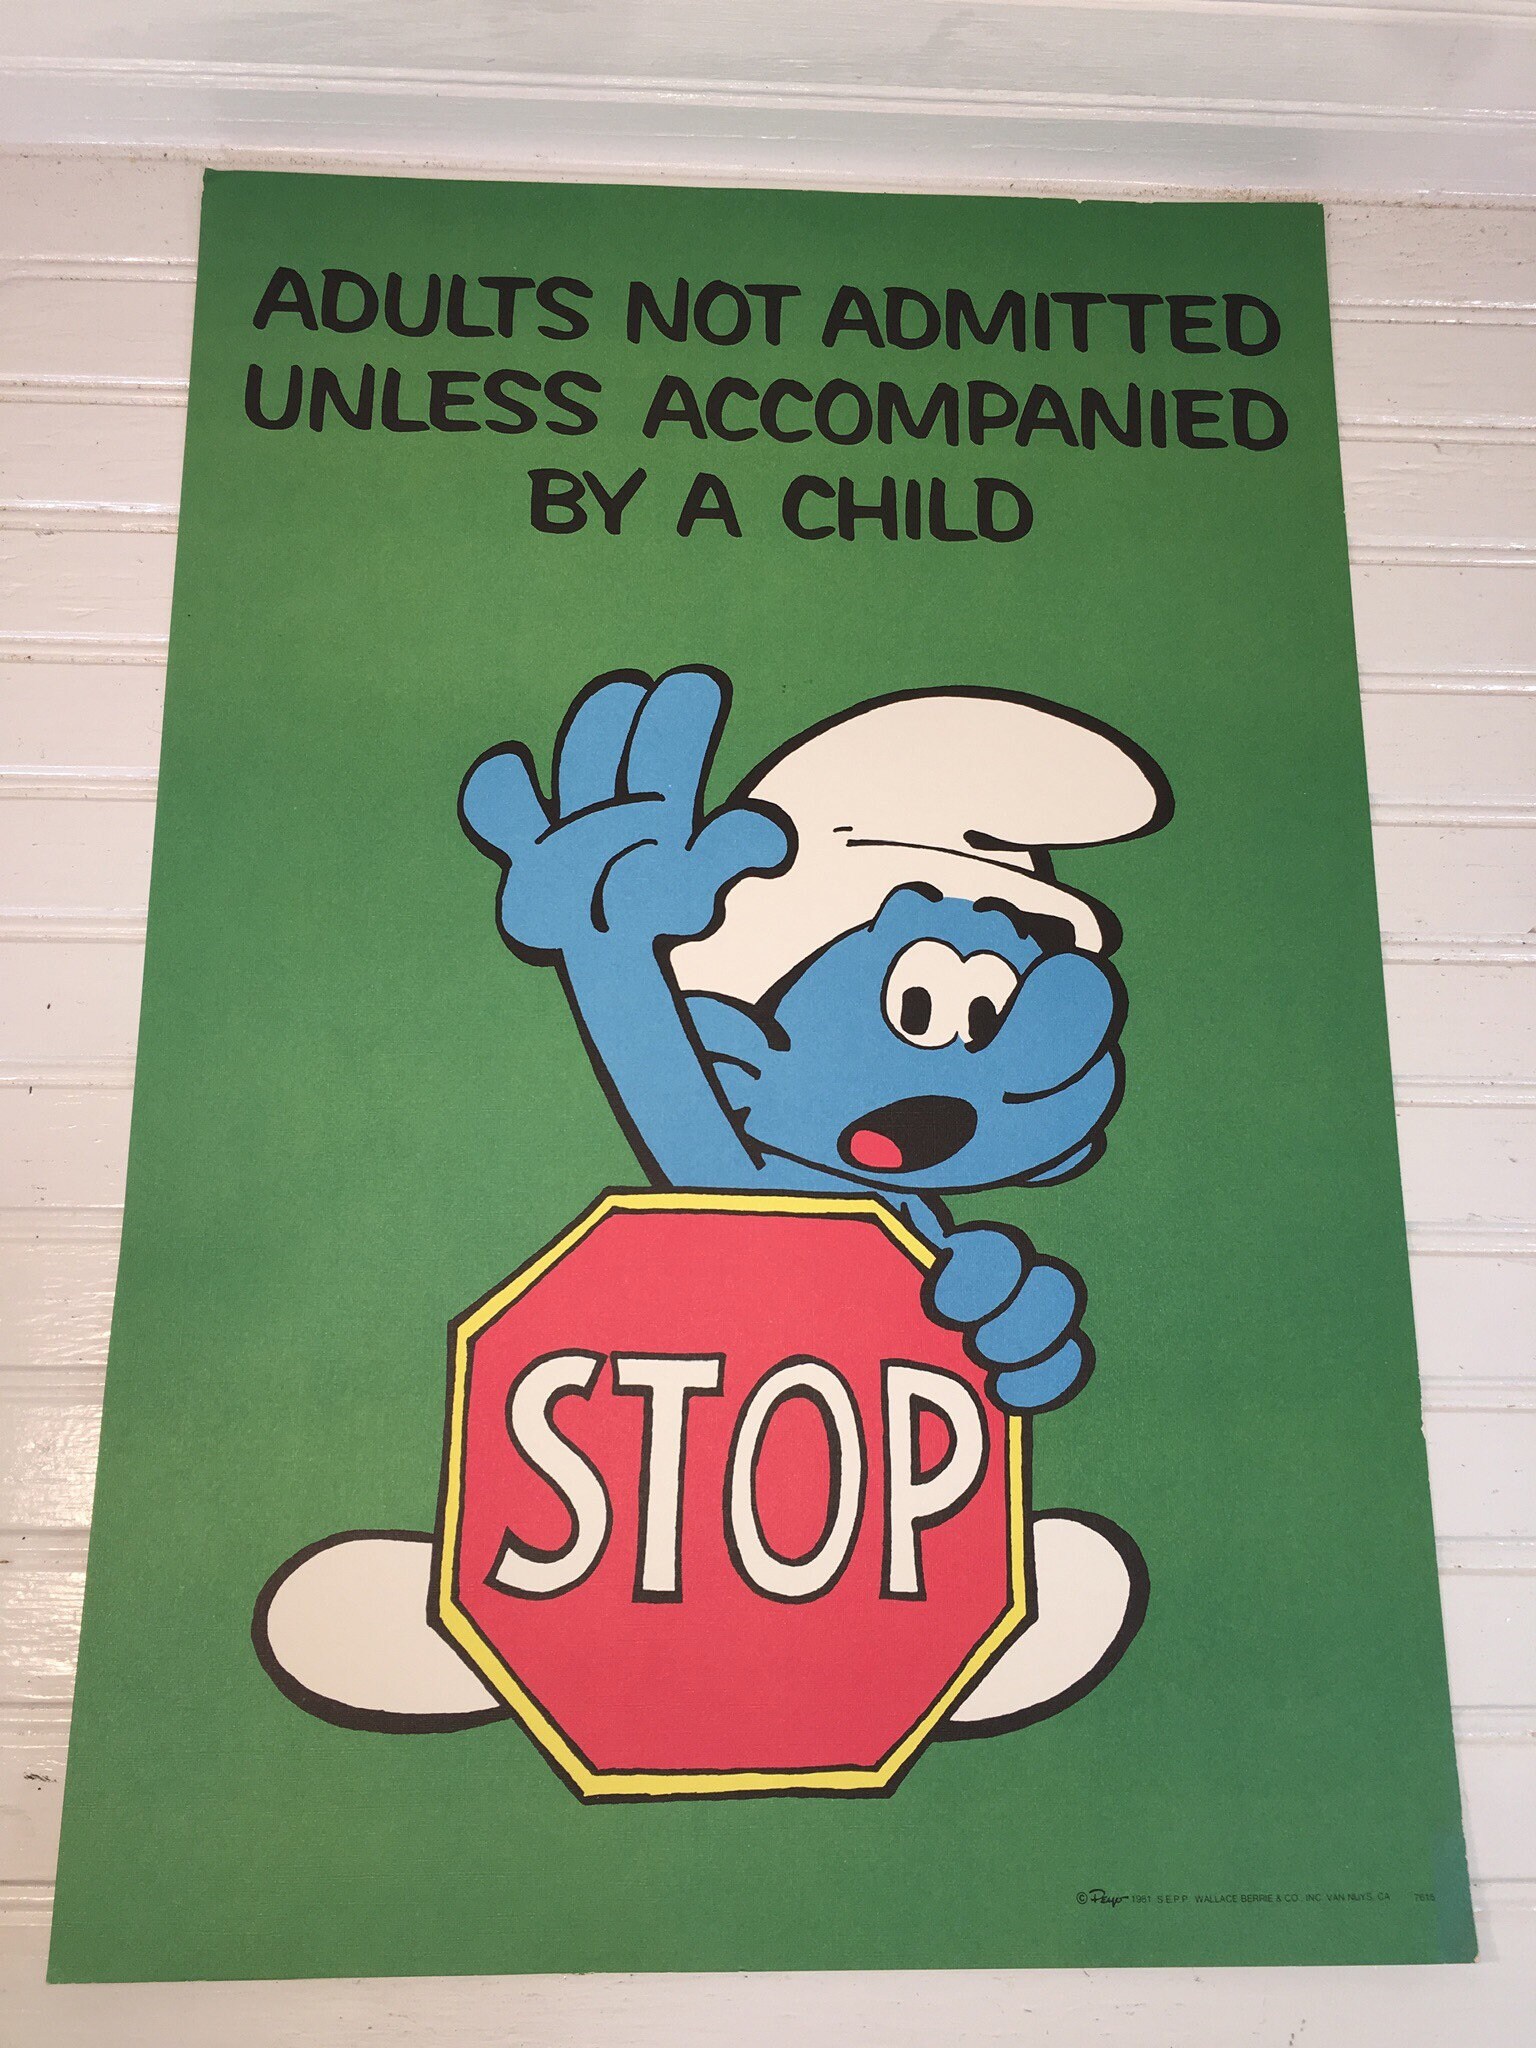 ADULTS NOT ADMITTED
UNLESS ACCOMPANIED
BY A CHILD
STOP
© Peyo 1981 S.E.P.P. WALLACE BERRIE & CO. INC. VAN NUYS, CA